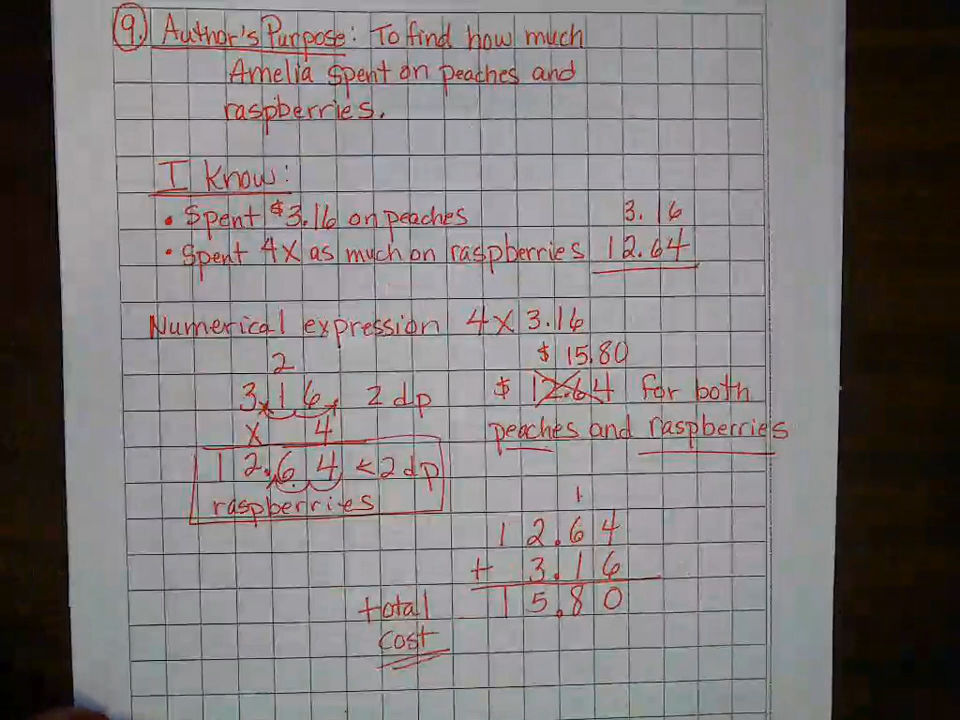 9. Author's Purpose: To find how much
Amelia spent on peaches and
raspberries.
I know:
• Spent $3.16 on peaches 3.16
• Spent 4x as much on raspberries 12.64
Numerical expression 4 x 3.16
$ 15.80
2
3.16. 2 dp $ 12.64 for both
x 4 peaches and raspberries
12.64 < 2 dp
raspberries
1
12.64
+ 3.16
total 15.80
cost